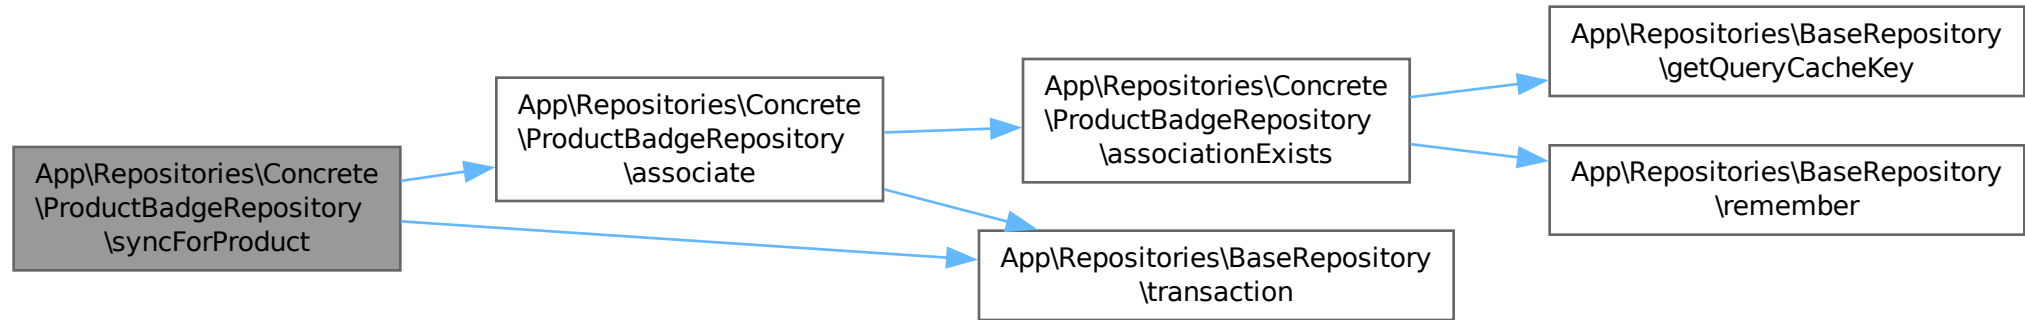 App\Repositories\Concrete
\ProductBadgeRepository
\syncForProduct
App\Repositories\Concrete
\ProductBadgeRepository
\associate
App\Repositories\Concrete
\ProductBadgeRepository
\associationExists
App\Repositories\BaseRepository
\transaction
App\Repositories\BaseRepository
\getQueryCacheKey
App\Repositories\BaseRepository
\remember